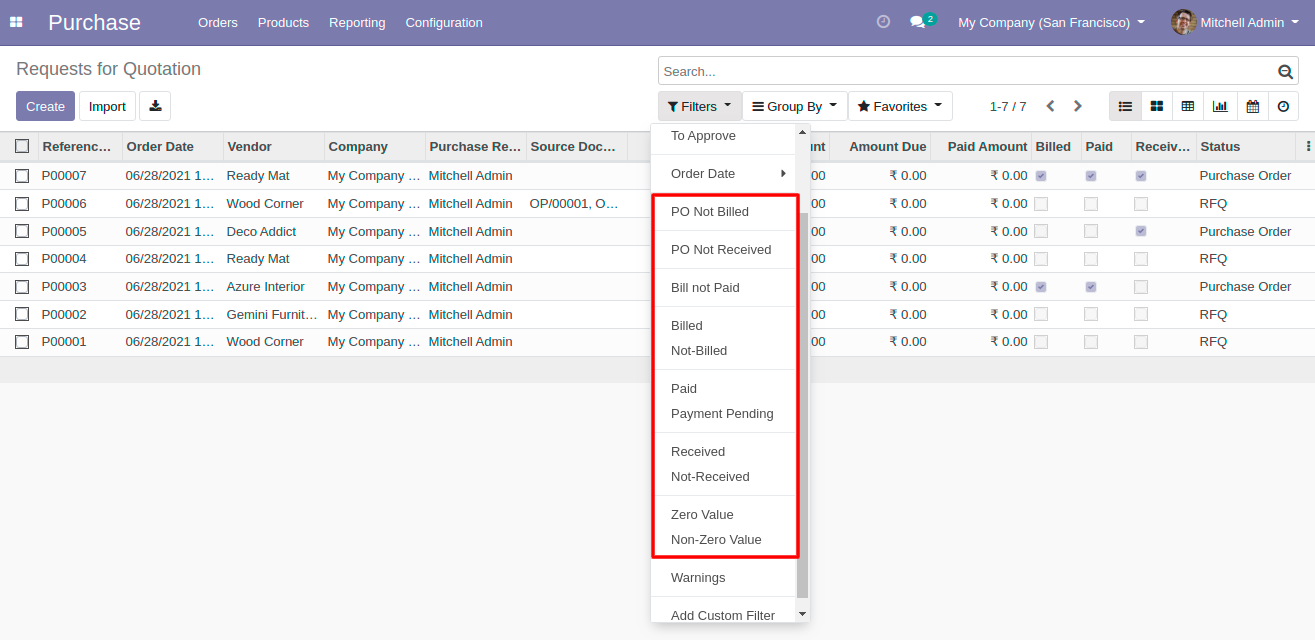 Purchase Orders Products Reporting Configuration 2 My Company (San Francisco) Mitchell Admin
Requests for Quotation
Search...
Create Import Filters Group By Favorites 1-7 / 7
To Approve
Order Date
PO Not Billed
PO Not Received
Bill not Paid
Billed
Not-Billed
Paid
Payment Pending
Received
Not-Received
Zero Value
Non-Zero Value
Warnings
Add Custom Filter
Referenc... Order Date Vendor Company Purchase Re... Source Doc... unt Amount Due Paid Amount Billed Paid Receiv... Status
P00007 06/28/2021 1... Ready Mat My Company ... Mitchell Admin 00 ₹ 0.00 ₹ 0.00 Purchase Order
P00006 06/28/2021 1... Wood Corner My Company ... Mitchell Admin OP/00001, O... 00 ₹ 0.00 ₹ 0.00 RFQ
P00005 06/28/2021 1... Deco Addict My Company ... Mitchell Admin 00 ₹ 0.00 ₹ 0.00 Purchase Order
P00004 06/28/2021 1... Ready Mat My Company ... Mitchell Admin 00 ₹ 0.00 ₹ 0.00 RFQ
P00003 06/28/2021 1... Azure Interior My Company ... Mitchell Admin 00 ₹ 0.00 ₹ 0.00 Purchase Order
P00002 06/28/2021 1... Gemini Furnit... My Company ... Mitchell Admin 00 ₹ 0.00 ₹ 0.00 RFQ
P00001 06/28/2021 1... Wood Corner My Company ... Mitchell Admin 00 ₹ 0.00 ₹ 0.00 RFQ